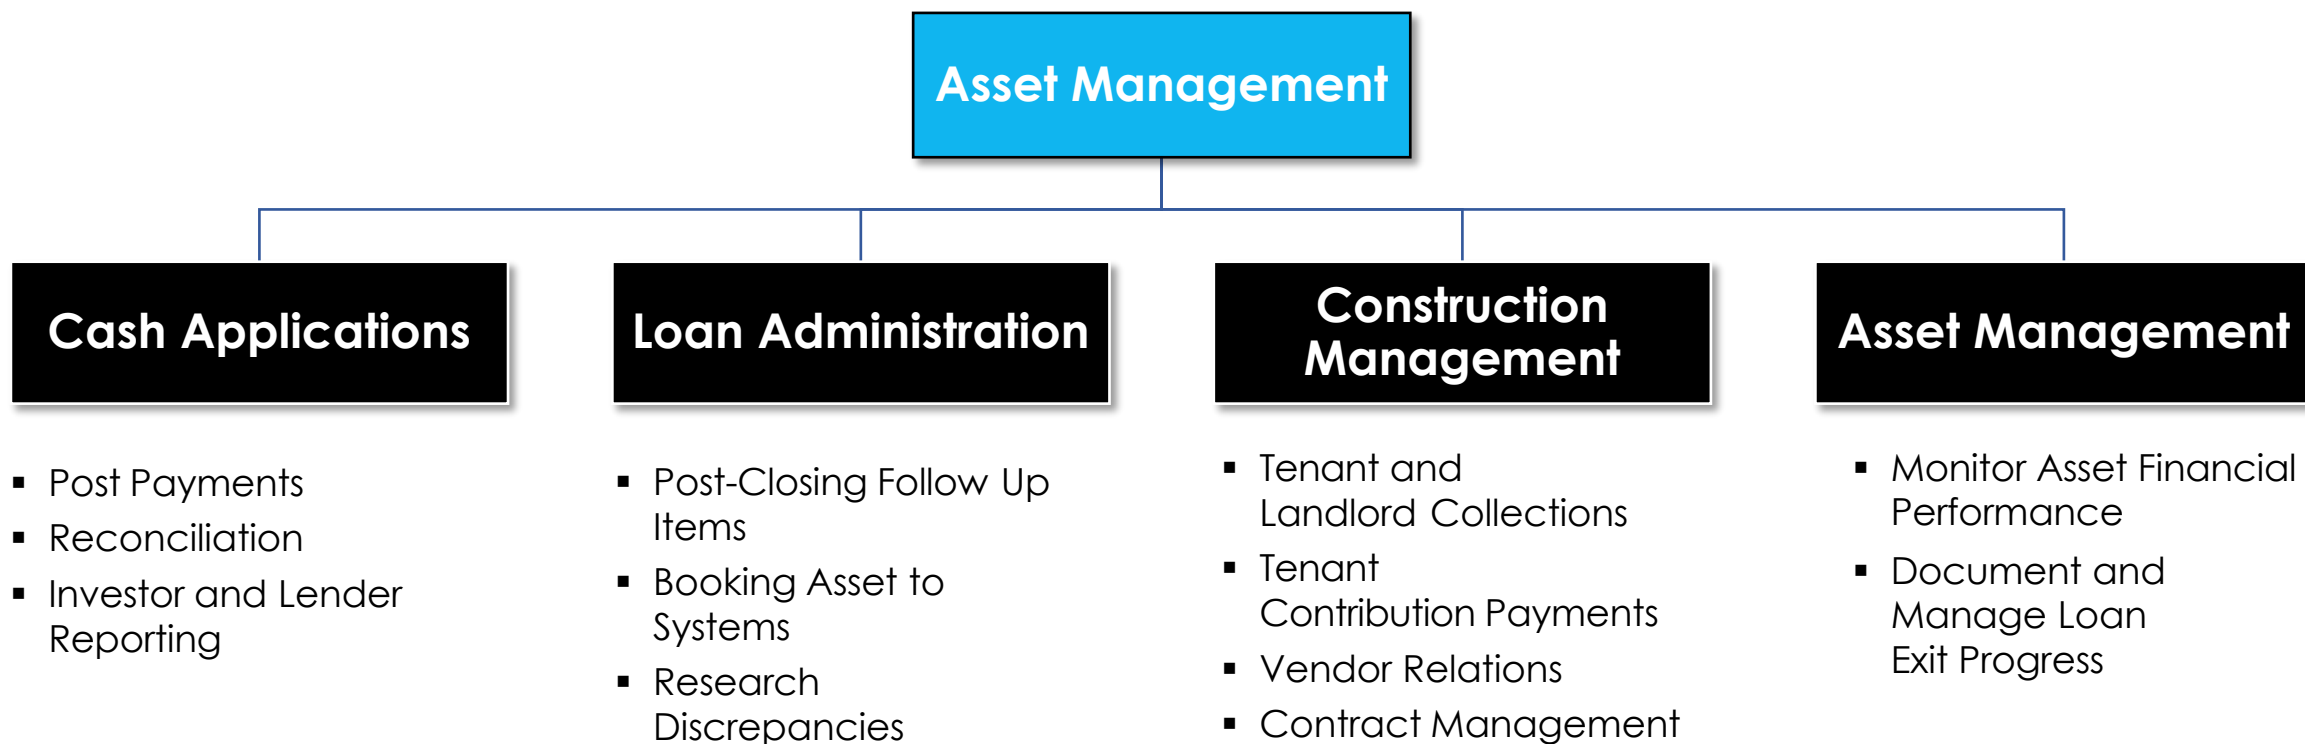 Asset Management
Cash Applications
▪ Post Payments
▪ Reconciliation
▪ Investor and Lender
Reporting
Loan Administration
▪ Post-Closing Follow Up
Items
▪ Booking Asset to
Systems
▪ Research
Discrepancies
Construction
Management
▪ Tenant and
Landlord Collections
▪ Tenant
Contribution Payments
▪ Vendor Relations
▪ Contract Management
Asset Management
▪ Monitor Asset Financial
Performance
▪ Document and
Manage Loan
Exit Progress